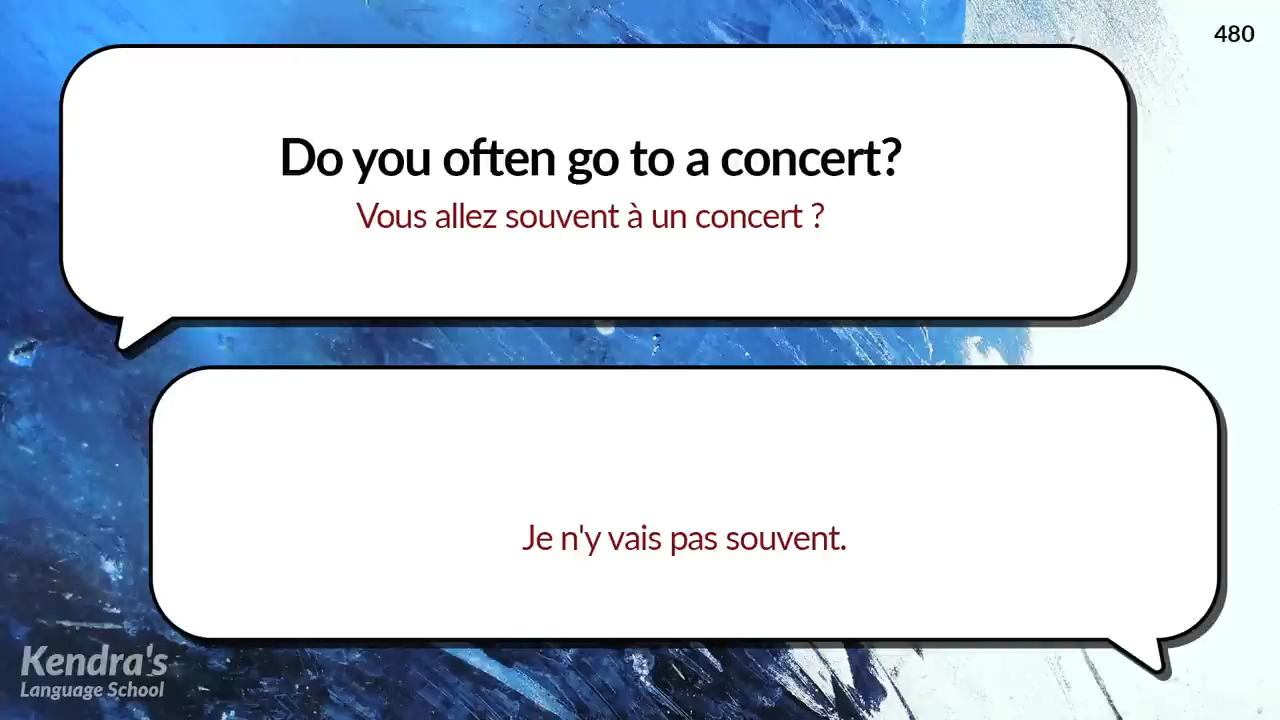 480
Do you often go to a concert?
Vous allez souvent à un concert ?
Je n'y vais pas souvent.
Kendra's
Language School